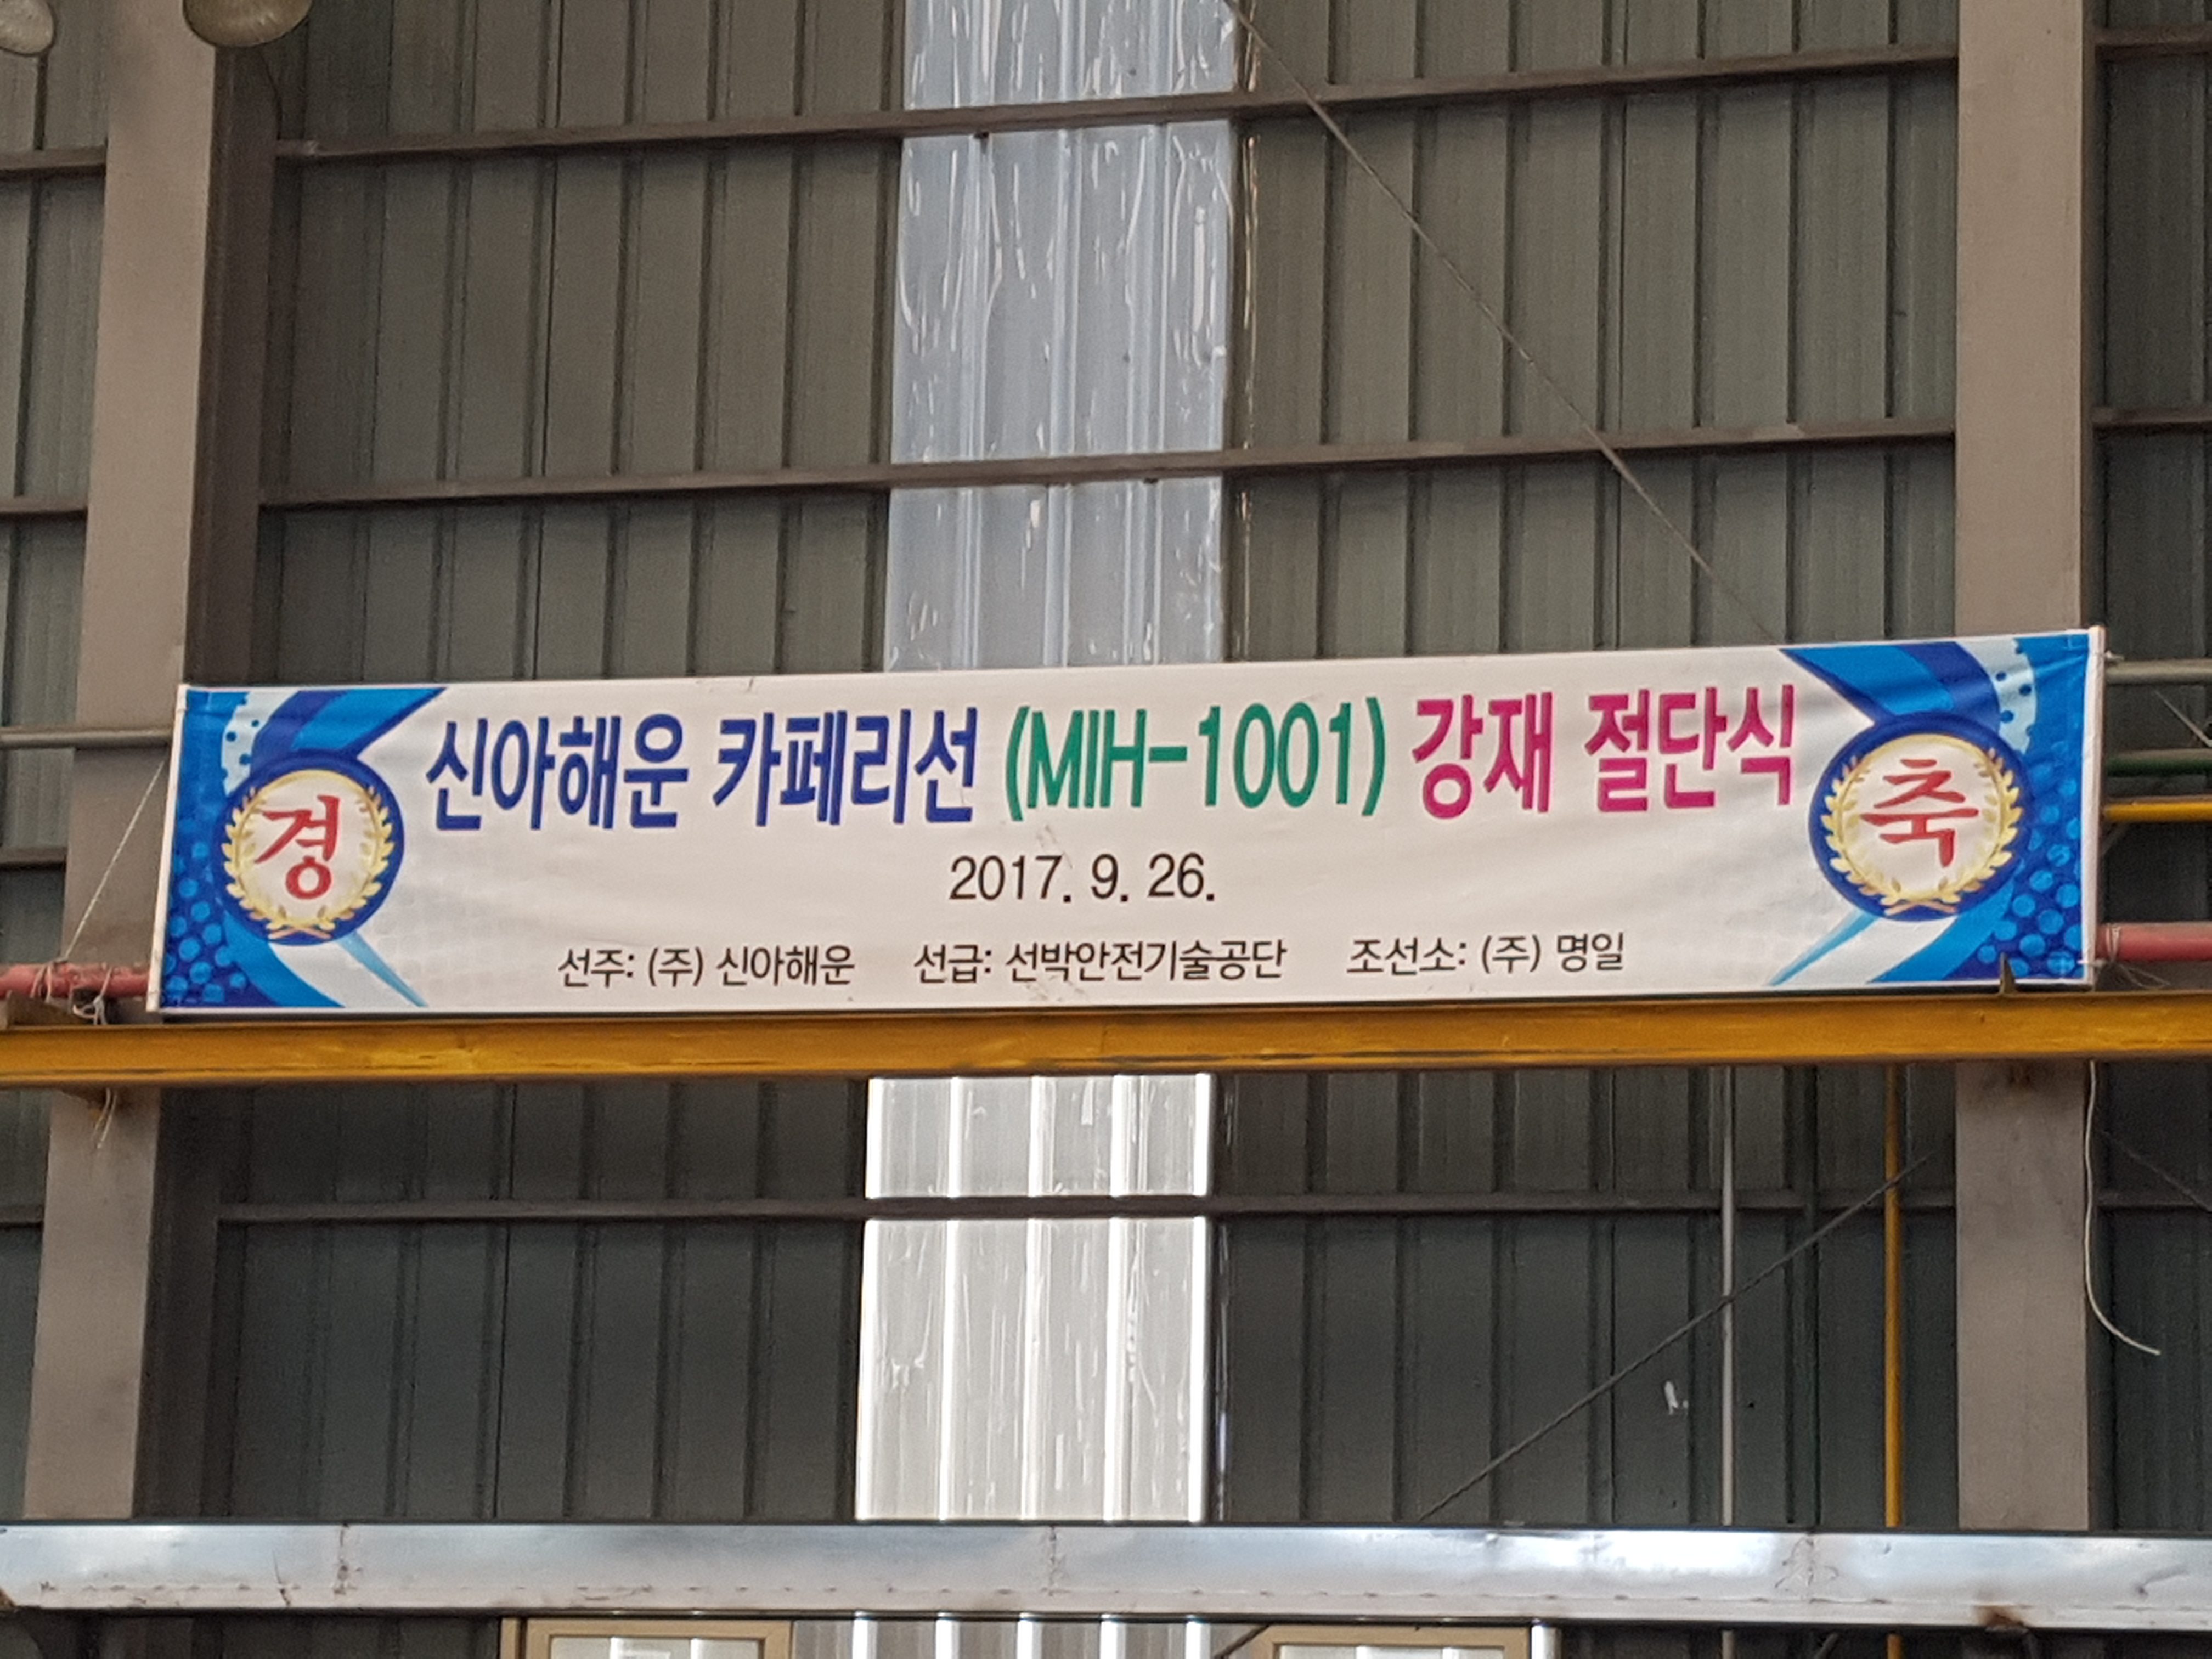 경
신아해운 카페리선 (MIH-1001) 강재 절단식
축
2017. 9. 26.
선주: (주) 신아해운 선급: 선박안전기술공단 조선소: (주) 명일